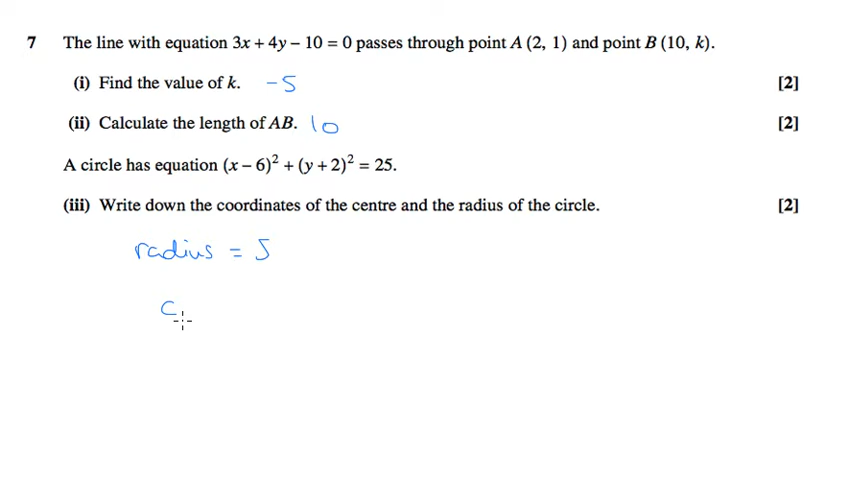 7 The line with equation 3x + 4y − 10 = 0 passes through point A (2, 1) and point B (10, k).
(i) Find the value of k. −5 [2]
(ii) Calculate the length of AB. 10 [2]
A circle has equation (x − 6)² + (y + 2)² = 25.
(iii) Write down the coordinates of the centre and the radius of the circle. [2]
radius = 5
C